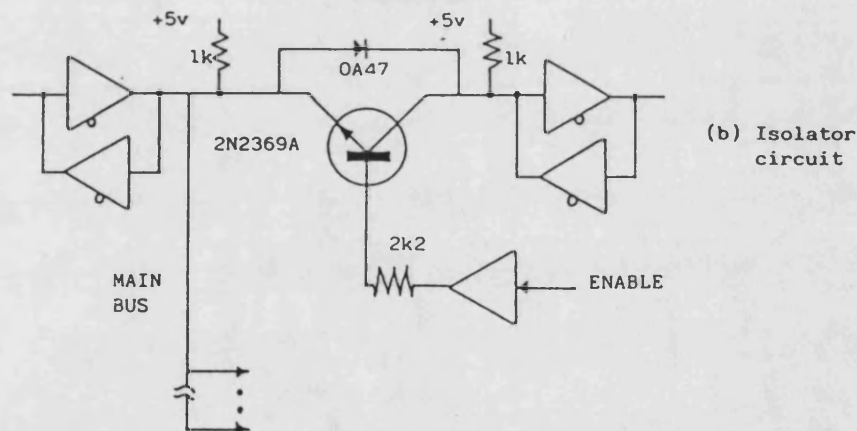 +5v +5v
1k 1k
OA47
2N2369A
(b) Isolator
circuit
2k2
MAIN
BUS
ENABLE